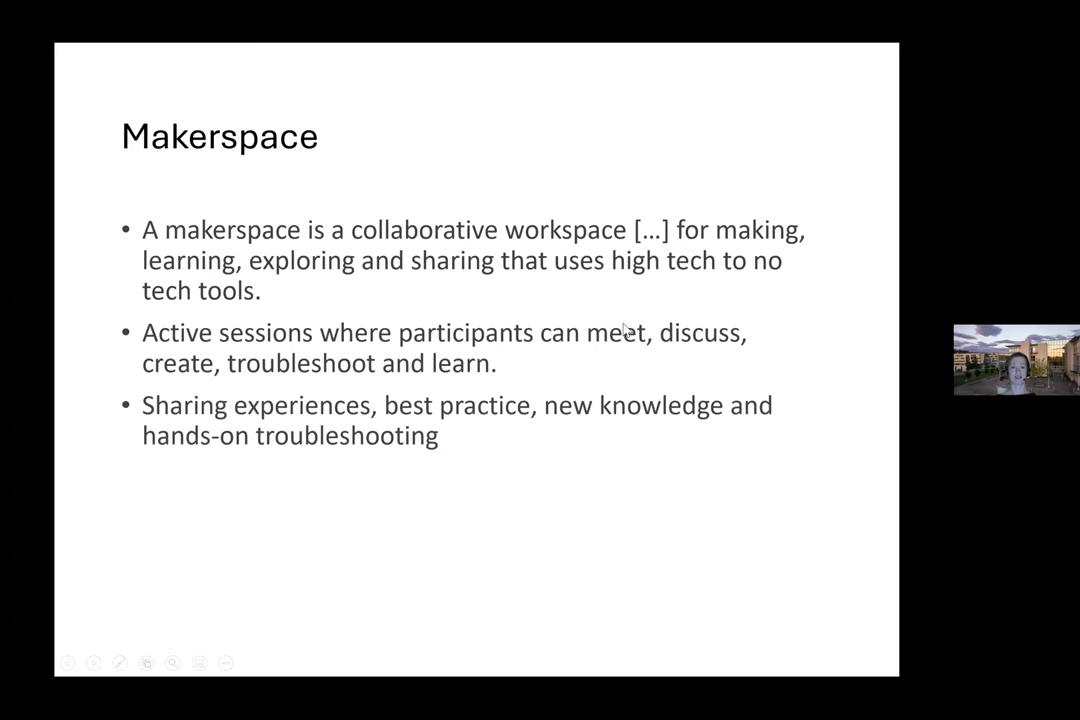 Makerspace
• A makerspace is a collaborative workspace [...] for making,
learning, exploring and sharing that uses high tech to no
tech tools.
• Active sessions where participants can meet, discuss,
create, troubleshoot and learn.
• Sharing experiences, best practice, new knowledge and
hands-on troubleshooting